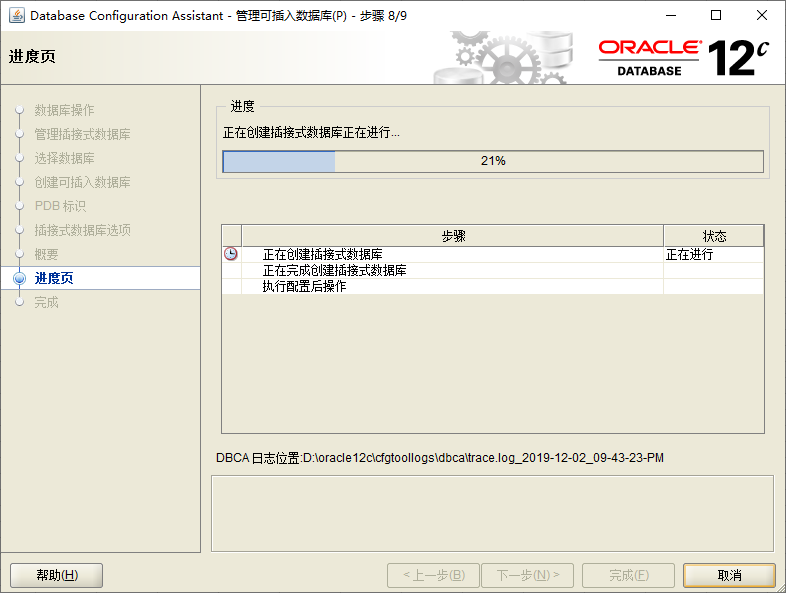 Database Configuration Assistant - 管理可插入数据库(P) - 步骤 8/9
进度页
ORACLE
DATABASE
12c
数据库操作
管理插接式数据库
选择数据库
创建可插入数据库
PDB 标识
插接式数据库选项
概要
进度页
完成
进度
正在创建插接式数据库正在进行...
21%
步骤 状态
正在创建插接式数据库 正在进行
正在完成创建插接式数据库
执行配置后操作
DBCA 日志位置:D:\oracle12c\cfgtoollogs\dbca\trace.log_2019-12-02_09-43-23-PM
帮助(H) < 上一步(B) 下一步(N) > 完成(F) 取消